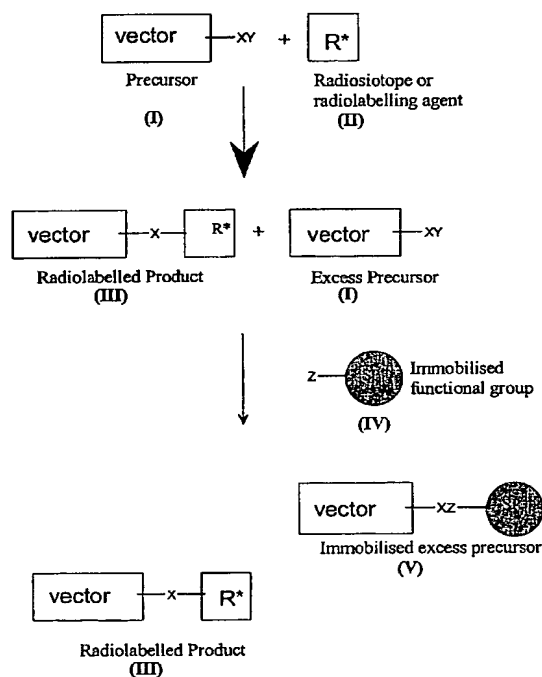 vector XY + R*
Precursor Radiosiotope or
radiolabelling agent
(I) (II)
vector X R* + vector XY
Radiolabelled Product Excess Precursor
(III) (I)
Z Immobilised
functional group
(IV)
vector XZ
Immobilised excess precursor
(V)
vector X R*
Radiolabelled Product
(III)